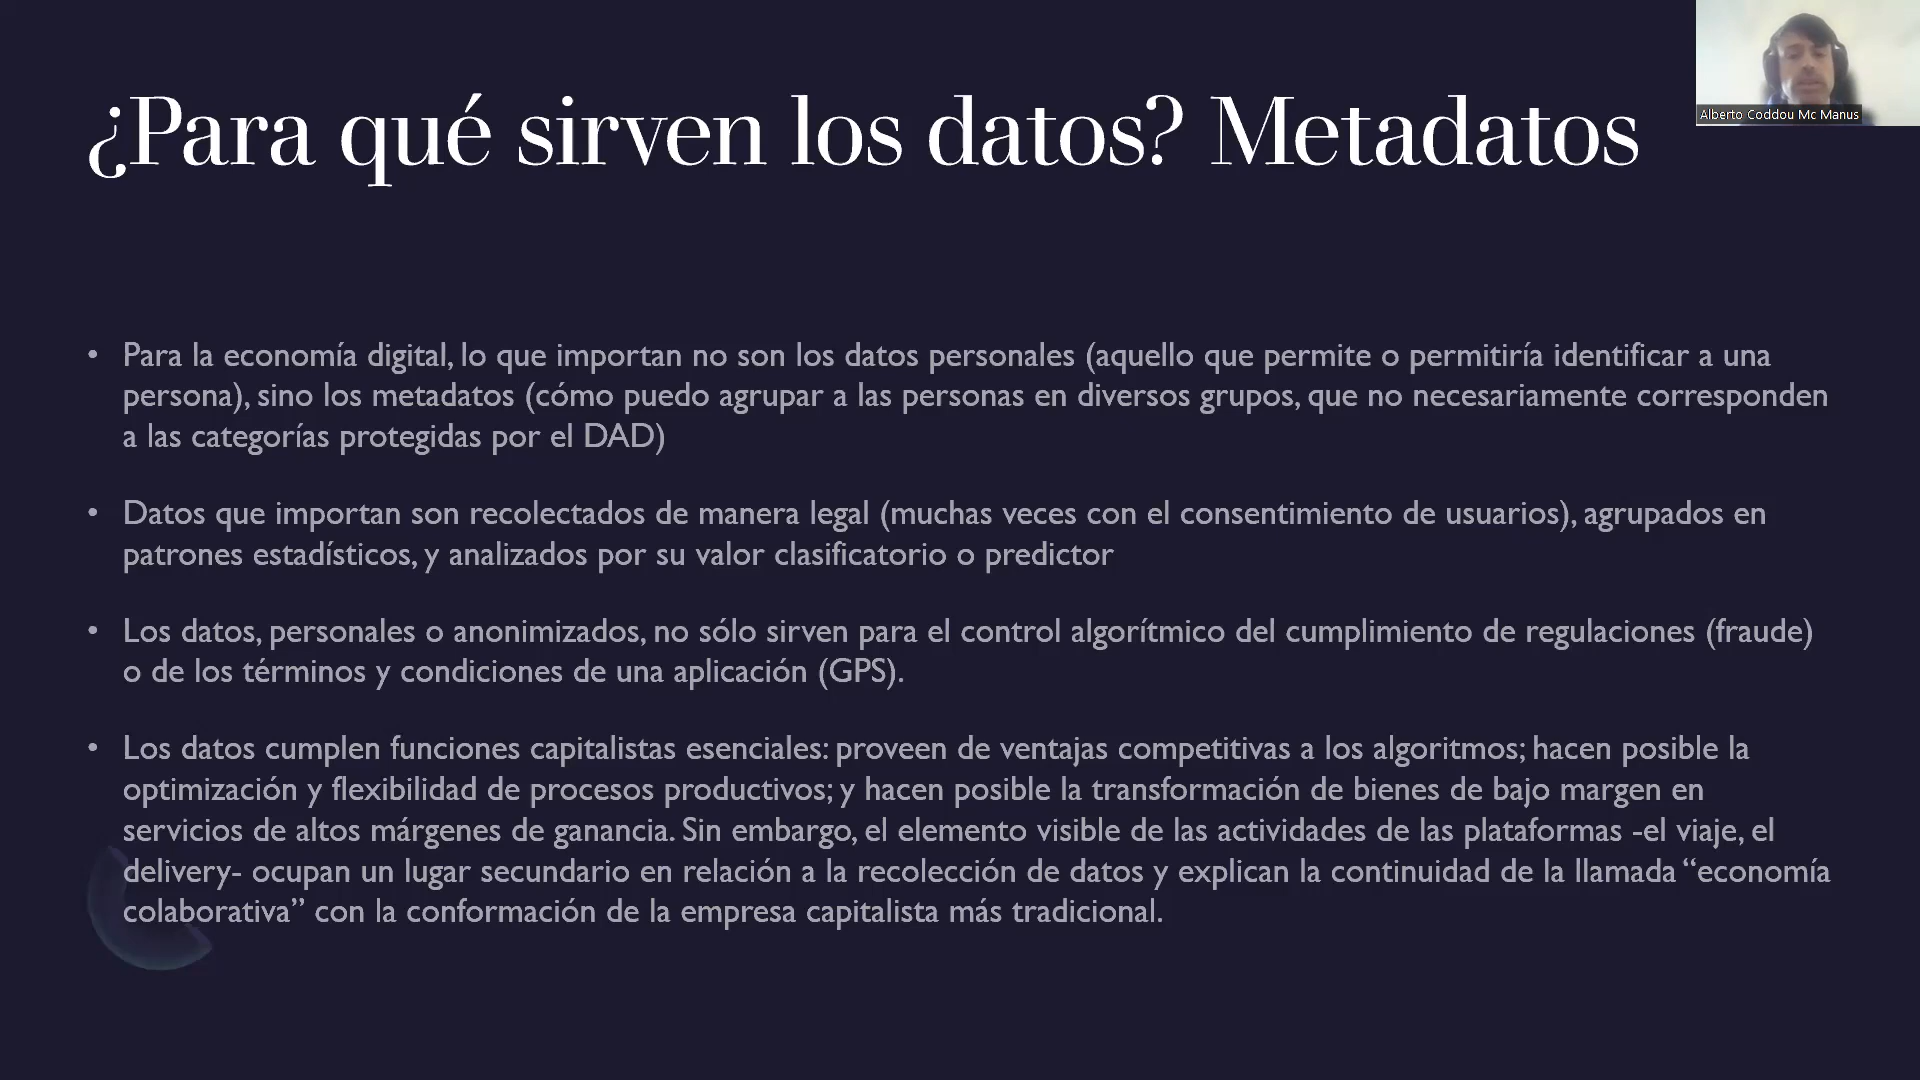 ¿Para qué sirven los datos? Metadatos
Alberto Coddou Mc Manus
• Para la economía digital, lo que importan no son los datos personales (aquello que permite o permitiría identificar a una
persona), sino los metadatos (cómo puedo agrupar a las personas en diversos grupos, que no necesariamente corresponden
a las categorías protegidas por el DAD)
• Datos que importan son recolectados de manera legal (muchas veces con el consentimiento de usuarios), agrupados en
patrones estadísticos, y analizados por su valor clasificatorio o predictor
• Los datos, personales o anonimizados, no sólo sirven para el control algorítmico del cumplimiento de regulaciones (fraude)
o de los términos y condiciones de una aplicación (GPS).
• Los datos cumplen funciones capitalistas esenciales: proveen de ventajas competitivas a los algoritmos; hacen posible la
optimización y flexibilidad de procesos productivos; y hacen posible la transformación de bienes de bajo margen en
servicios de altos márgenes de ganancia. Sin embargo, el elemento visible de las actividades de las plataformas -el viaje, el
delivery- ocupan un lugar secundario en relación a la recolección de datos y explican la continuidad de la llamada “economía
colaborativa” con la conformación de la empresa capitalista más tradicional.